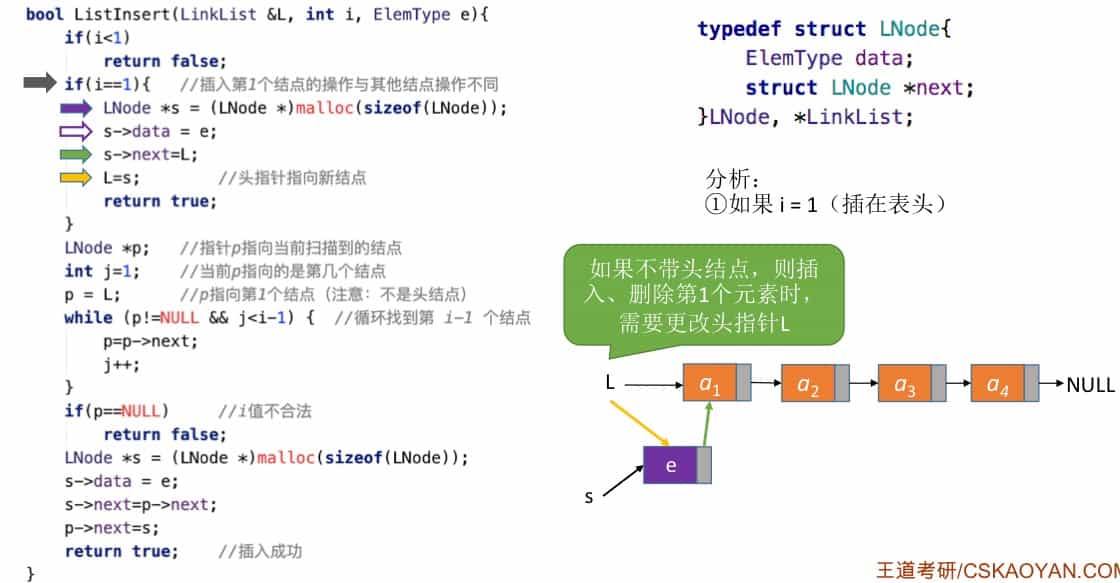 bool ListInsert(LinkList &L, int i, ElemType e){
if(i<1)
return false;
if(i==1){ //插入第1个结点的操作与其他结点操作不同
LNode *s = (LNode *)malloc(sizeof(LNode));
s->data = e;
s->next=L;
L=s; //头指针指向新结点
return true;
}
LNode *p; //指针p指向当前扫描到的结点
int j=1; //当前p指向的是第几个结点
p = L; //p指向第1个结点（注意：不是头结点）
while (p!=NULL && j<i-1) { //循环找到第 i-1 个结点
p=p->next;
j++;
}
if(p==NULL) //i值不合法
return false;
LNode *s = (LNode *)malloc(sizeof(LNode));
s->data = e;
s->next=p->next;
p->next=s;
return true; //插入成功
}
typedef struct LNode{
ElemType data;
struct LNode *next;
}LNode, *LinkList;
分析：
①如果 i = 1（插在表头）
如果不带头结点，则插
入、删除第1个元素时，
需要更改头指针L
L a1 a2 a3 a4 NULL
e
s
王道考研/CSKAOYAN.COM